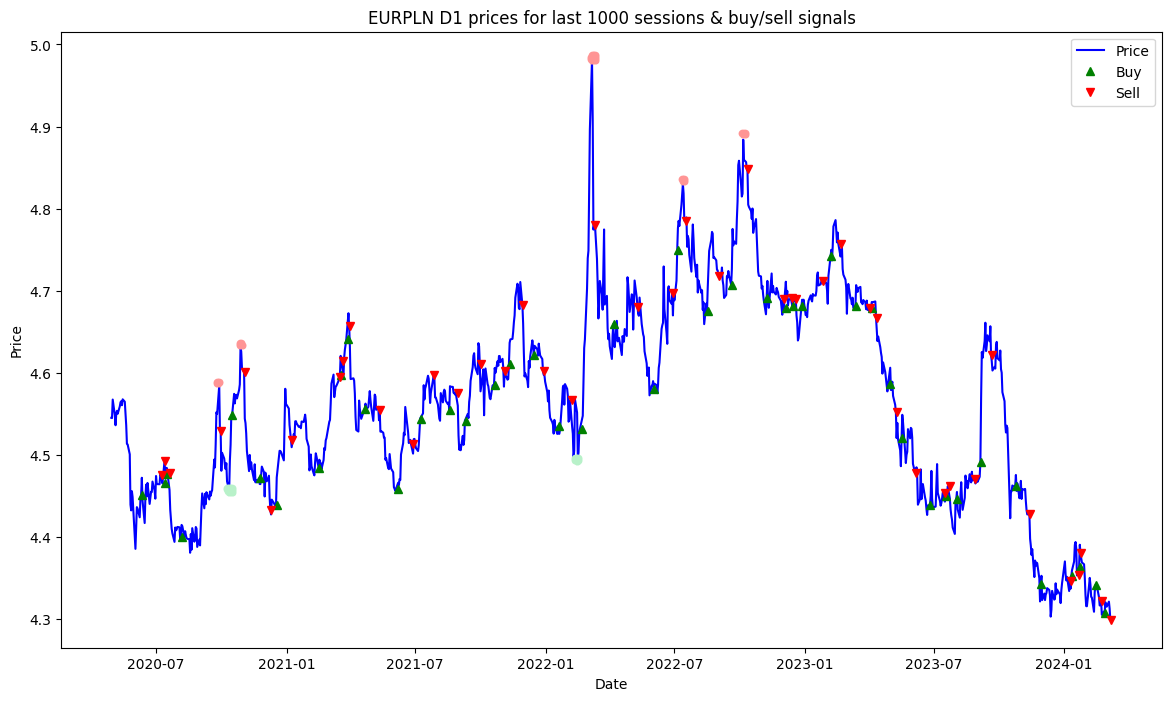 EURPLN D1 prices for last 1000 sessions & buy/sell signals
Price
Buy
Sell
Price
5.0
4.9
4.8
4.7
4.6
4.5
4.4
4.3
2020-07
2021-01
2021-07
2022-01
2022-07
2023-01
2023-07
2024-01
Date